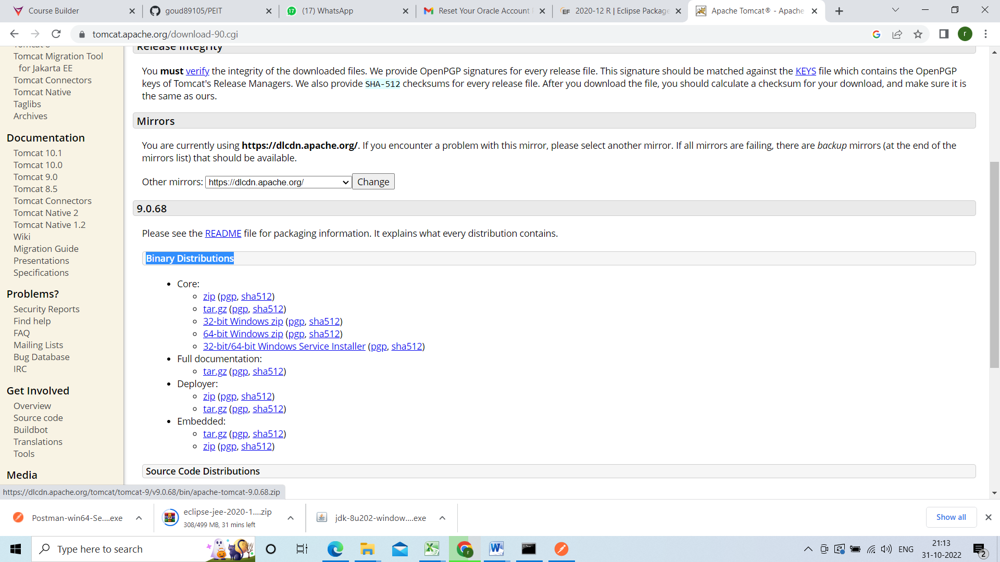 Course Builder
goud89105/PEIT
(17) WhatsApp
Reset Your Oracle Account
2020-12 R | Eclipse Package
Apache Tomcat® - Apache
tomcat.apache.org/download-90.cgi
Tomcat 8
Tomcat Migration Tool
for Jakarta EE
Tomcat Connectors
Tomcat Native
Taglibs
Archives
Documentation
Tomcat 10.1
Tomcat 10.0
Tomcat 9.0
Tomcat 8.5
Tomcat Connectors
Tomcat Native 2
Tomcat Native 1.2
Wiki
Migration Guide
Presentations
Specifications
Problems?
Security Reports
Find help
FAQ
Mailing Lists
Bug Database
IRC
Get Involved
Overview
Source code
Buildbot
Translations
Tools
Media
Release Integrity
You must verify the integrity of the downloaded files. We provide OpenPGP signatures for every release file. This signature should be matched against the KEYS file which contains the OpenPGP
keys of Tomcat's Release Managers. We also provide SHA-512 checksums for every release file. After you download the file, you should calculate a checksum for your download, and make sure it is
the same as ours.
Mirrors
You are currently using https://dlcdn.apache.org/. If you encounter a problem with this mirror, please select another mirror. If all mirrors are failing, there are backup mirrors (at the end of the
mirrors list) that should be available.
Other mirrors: https://dlcdn.apache.org/ Change
9.0.68
Please see the README file for packaging information. It explains what every distribution contains.
Binary Distributions
Core:
zip (pgp, sha512)
tar.gz (pgp, sha512)
32-bit Windows zip (pgp, sha512)
64-bit Windows zip (pgp, sha512)
32-bit/64-bit Windows Service Installer (pgp, sha512)
Full documentation:
tar.gz (pgp, sha512)
Deployer:
zip (pgp, sha512)
tar.gz (pgp, sha512)
Embedded:
tar.gz (pgp, sha512)
zip (pgp, sha512)
Source Code Distributions
https://dlcdn.apache.org/tomcat/tomcat-9/v9.0.68/bin/apache-tomcat-9.0.68.zip
Postman-win64-Se....exe
eclipse-jee-2020-1....zip
308/499 MB, 31 mins left
jdk-8u202-window....exe
Show all
Type here to search
ENG
21:13
31-10-2022
2